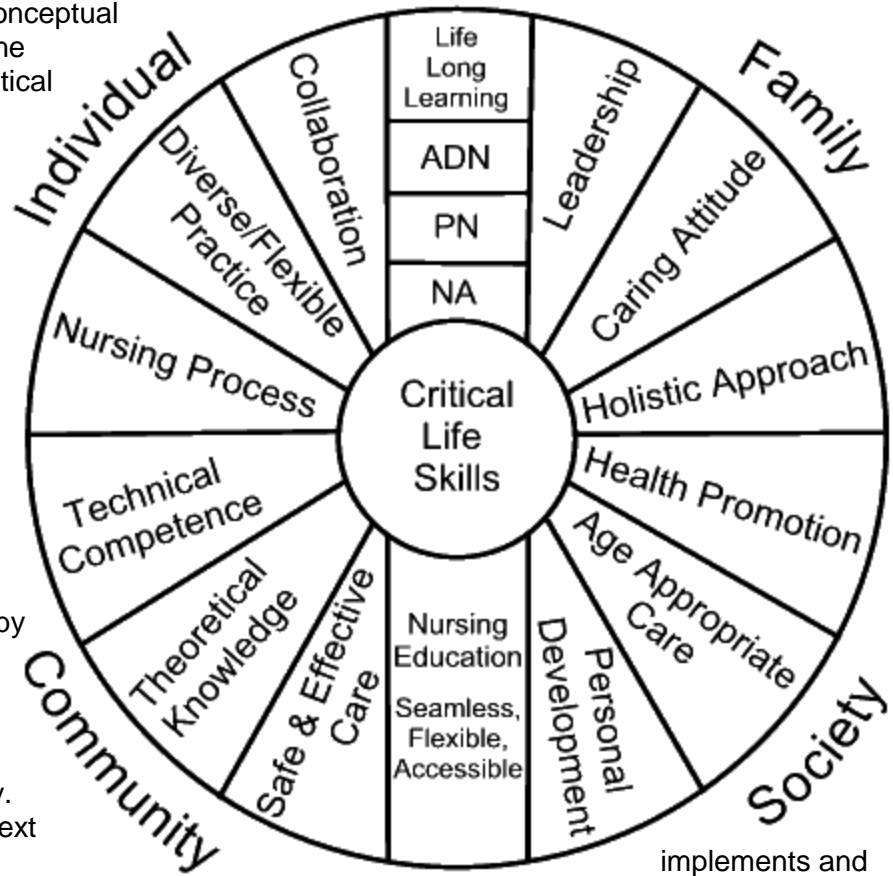 onceptual
ne
tical
Individual
Family
Collaboration
Life
Long
Learning
ADN
PN
NA
Leadership
Diverse/Flexible
Practice
Caring Attitude
Nursing Process
Holistic Approach
Critical
Life
Skills
Technical
Competence
Health Promotion
Theoretical
Knowledge
Age Appropriate
Care
Safe & Effective
Care
Nursing
Education
Seamless,
Flexible,
Accessible
Personal
Development
by
Community
Society
y.
ext
implements and